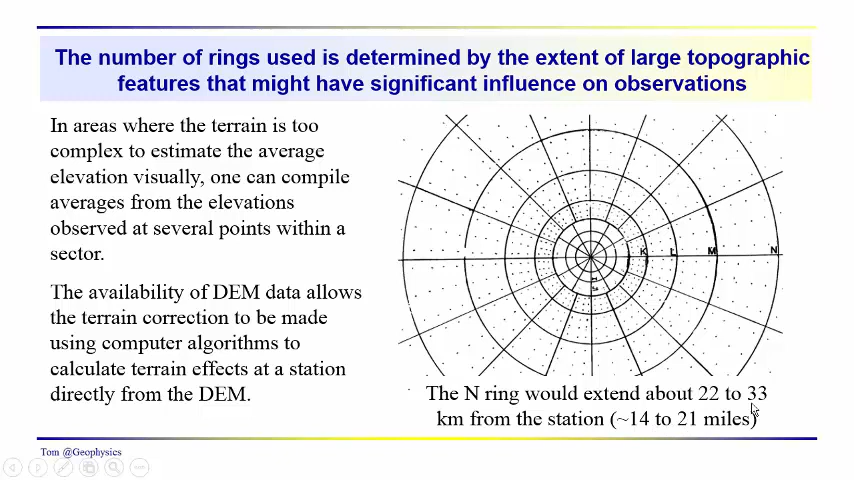 The number of rings used is determined by the extent of large topographic
features that might have significant influence on observations
In areas where the terrain is too
complex to estimate the average
elevation visually, one can compile
averages from the elevations
observed at several points within a
sector.
The availability of DEM data allows
the terrain correction to be made
using computer algorithms to
calculate terrain effects at a station
directly from the DEM.
K L M N
The N ring would extend about 22 to 33
km from the station (~14 to 21 miles)
Tom @Geophysics